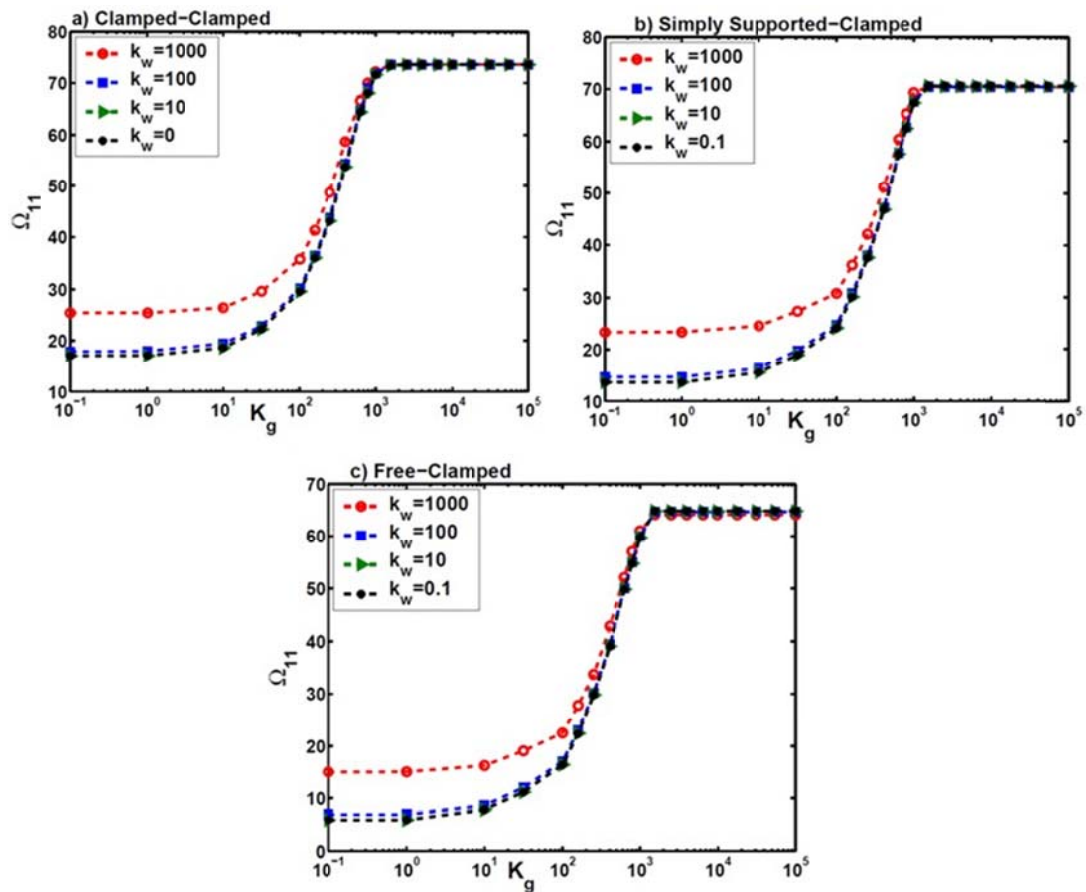 a) Clamped-Clamped
k_w=1000
k_w=100
k_w=10
k_w=0
80
70
60
50
40
30
20
10
Ω_11
10^-1 10^0 10^1 10^2 10^3 10^4 10^5
K_g
b) Simply Supported-Clamped
k_w=1000
k_w=100
k_w=10
k_w=0.1
80
70
60
50
40
30
20
10
Ω_11
10^-1 10^0 10^1 10^2 10^3 10^4 10^5
K_g
c) Free-Clamped
k_w=1000
k_w=100
k_w=10
k_w=0.1
70
60
50
40
30
20
10
0
Ω_11
10^-1 10^0 10^1 10^2 10^3 10^4 10^5
K_g